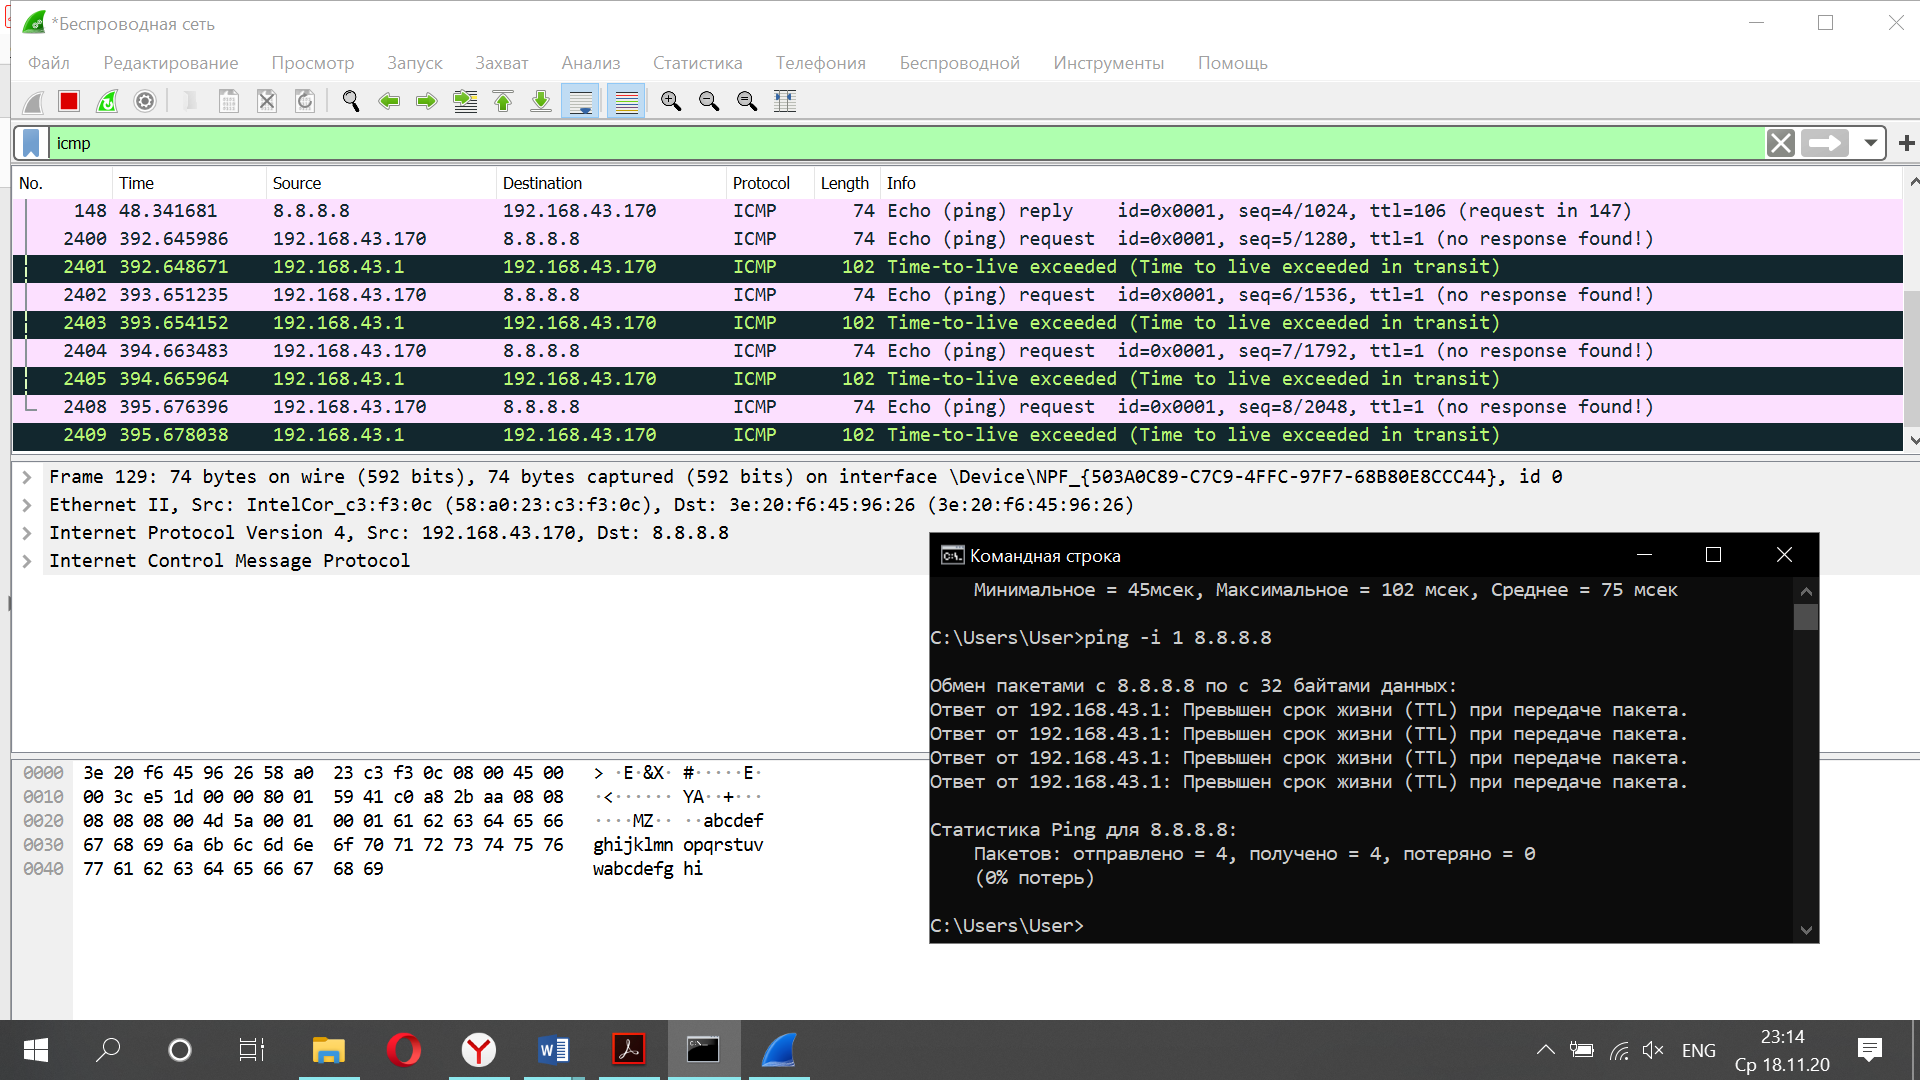 *Беспроводная сеть
Файл Редактирование Просмотр Запуск Захват Анализ Статистика Телефония Беспроводной Инструменты Помощь
icmp
No. Time Source Destination Protocol Length Info
148 48.341681 8.8.8.8 192.168.43.170 ICMP 74 Echo (ping) reply id=0x0001, seq=4/1024, ttl=106 (request in 147)
2400 392.645986 192.168.43.170 8.8.8.8 ICMP 74 Echo (ping) request id=0x0001, seq=5/1280, ttl=1 (no response found!)
2401 392.648671 192.168.43.1 192.168.43.170 ICMP 102 Time-to-live exceeded (Time to live exceeded in transit)
2402 393.651235 192.168.43.170 8.8.8.8 ICMP 74 Echo (ping) request id=0x0001, seq=6/1536, ttl=1 (no response found!)
2403 393.654152 192.168.43.1 192.168.43.170 ICMP 102 Time-to-live exceeded (Time to live exceeded in transit)
2404 394.663483 192.168.43.170 8.8.8.8 ICMP 74 Echo (ping) request id=0x0001, seq=7/1792, ttl=1 (no response found!)
2405 394.665964 192.168.43.1 192.168.43.170 ICMP 102 Time-to-live exceeded (Time to live exceeded in transit)
2408 395.676396 192.168.43.170 8.8.8.8 ICMP 74 Echo (ping) request id=0x0001, seq=8/2048, ttl=1 (no response found!)
2409 395.678038 192.168.43.1 192.168.43.170 ICMP 102 Time-to-live exceeded (Time to live exceeded in transit)
Frame 129: 74 bytes on wire (592 bits), 74 bytes captured (592 bits) on interface \Device\NPF_{503A0C89-C7C9-4FFC-97F7-68B80E8CCC44}, id 0
Ethernet II, Src: IntelCor_c3:f3:0c (58:a0:23:c3:f3:0c), Dst: 3e:20:f6:45:96:26 (3e:20:f6:45:96:26)
Internet Protocol Version 4, Src: 192.168.43.170, Dst: 8.8.8.8
Internet Control Message Protocol
0000 3e 20 f6 45 96 26 58 a0 23 c3 f3 0c 08 00 45 00 > ·E·&X· #·····E·
0010 00 3c e5 1d 00 00 80 01 59 41 c0 a8 2b aa 08 08 ·<······ YA··+···
0020 08 08 08 00 4d 5a 00 01 00 01 61 62 63 64 65 66 ····MZ·· ··abcdef
0030 67 68 69 6a 6b 6c 6d 6e 6f 70 71 72 73 74 75 76 ghijklmn opqrstuv
0040 77 61 62 63 64 65 66 67 68 69 wabcdefg hi
Командная строка
Минимальное = 45мсек, Максимальное = 102 мсек, Среднее = 75 мсек
C:\Users\User>ping -i 1 8.8.8.8
Обмен пакетами с 8.8.8.8 по с 32 байтами данных:
Ответ от 192.168.43.1: Превышен срок жизни (TTL) при передаче пакета.
Ответ от 192.168.43.1: Превышен срок жизни (TTL) при передаче пакета.
Ответ от 192.168.43.1: Превышен срок жизни (TTL) при передаче пакета.
Ответ от 192.168.43.1: Превышен срок жизни (TTL) при передаче пакета.
Статистика Ping для 8.8.8.8:
Пакетов: отправлено = 4, получено = 4, потеряно = 0
(0% потерь)
C:\Users\User>
ENG
23:14
Ср 18.11.20